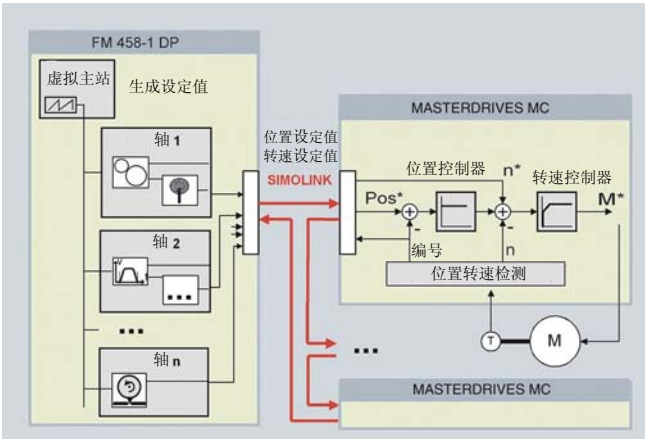 FM 458-1 DP
虚拟主站
生成设定值
轴 1
轴 2
轴 n
位置设定值
转速设定值
SIMOLINK
MASTERDRIVES MC
位置控制器
n*
转速控制器
Pos*
M*
-
-
编号
n
位置转速检测
T
M
...
...
...
MASTERDRIVES MC